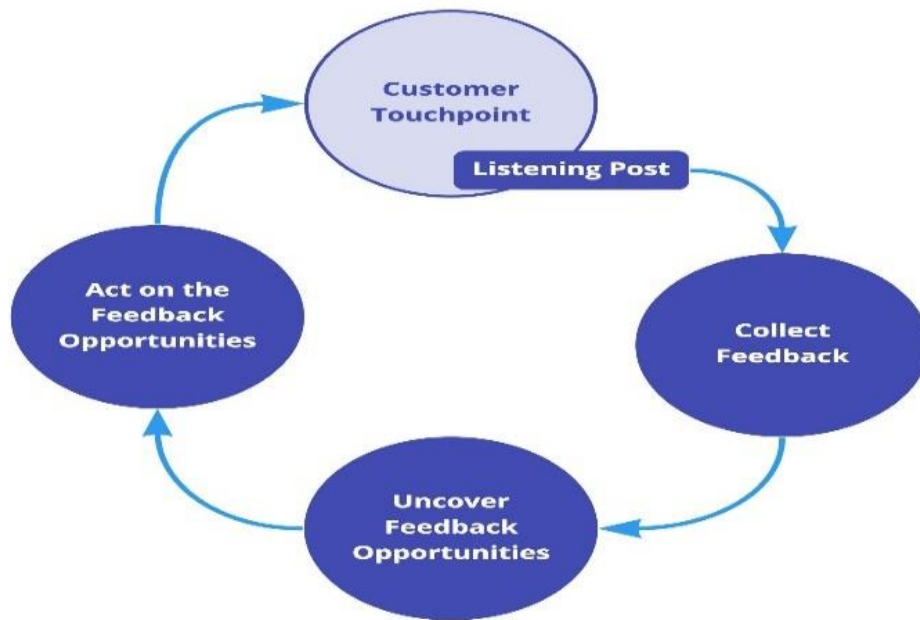 Customer
Touchpoint
Listening Post
Collect
Feedback
Uncover
Feedback
Opportunities
Act on the
Feedback
Opportunities